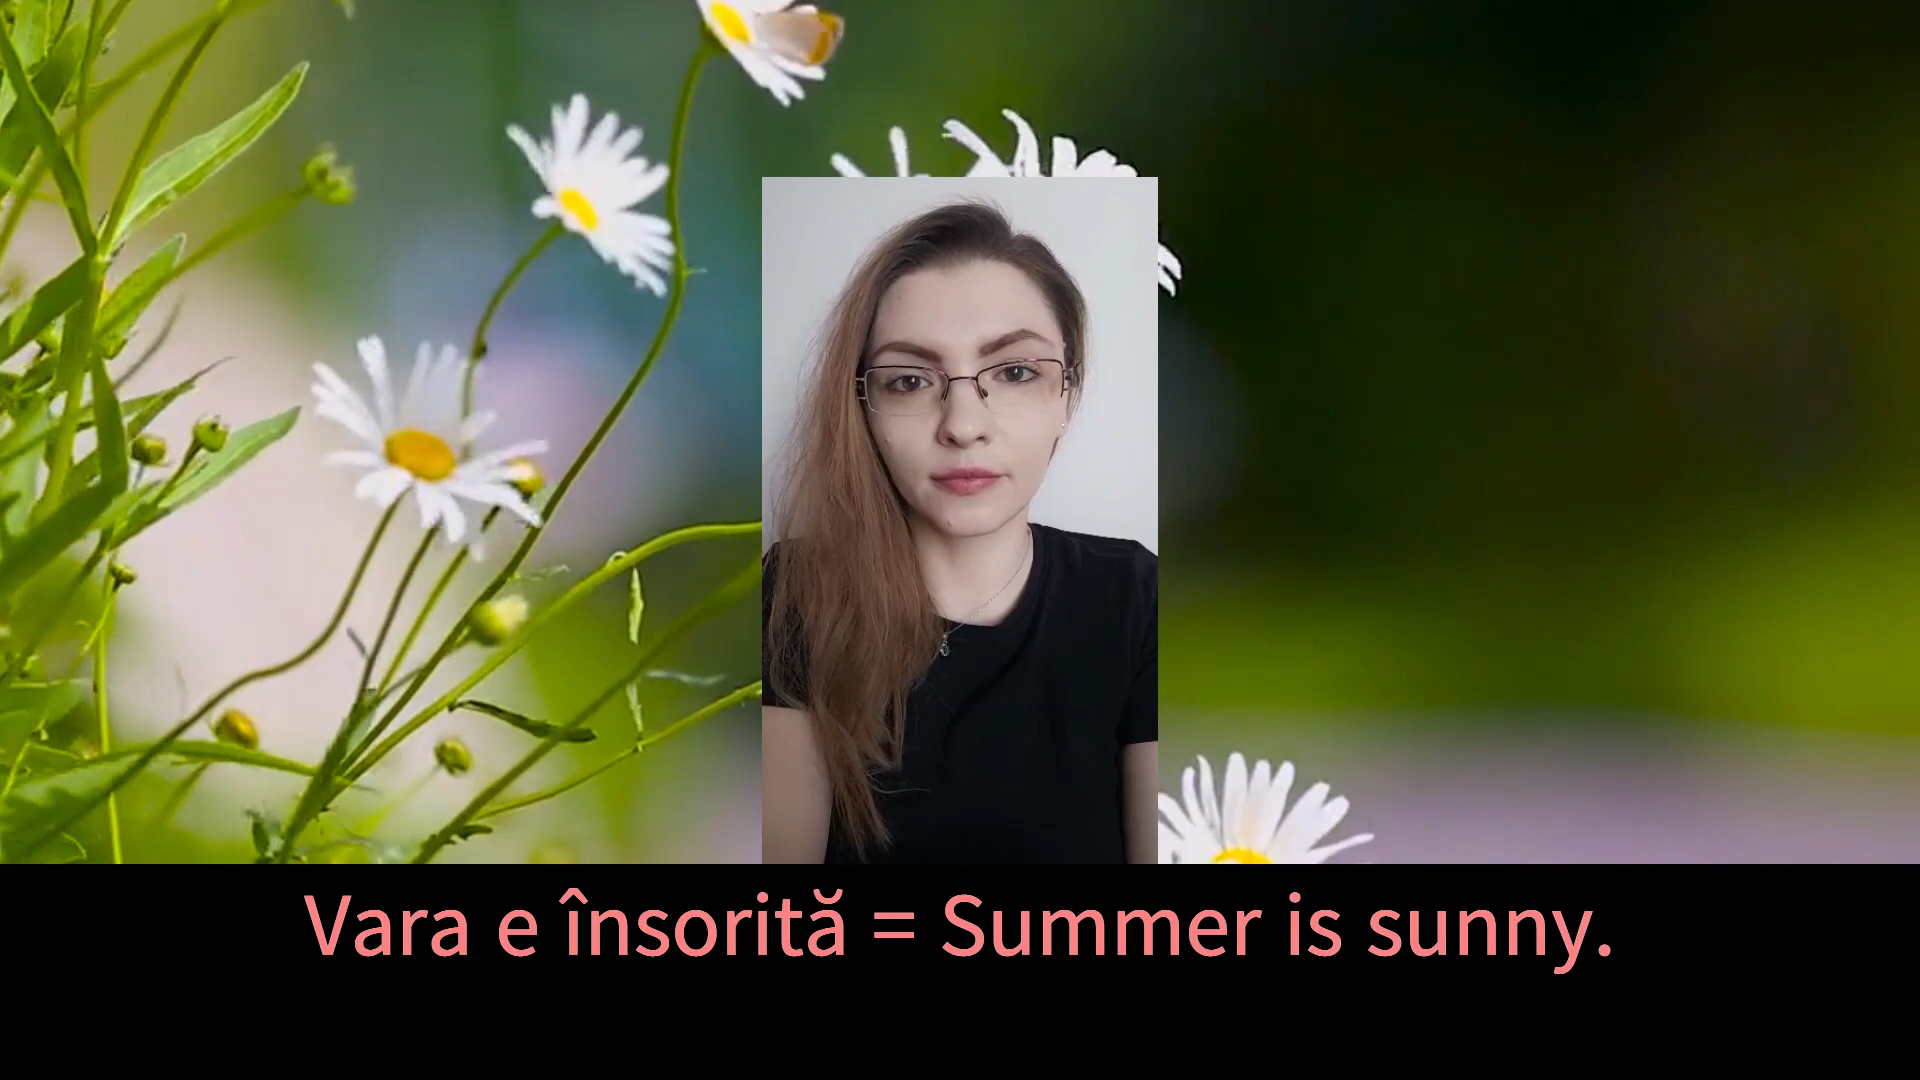 Vara e însorită = Summer is sunny.